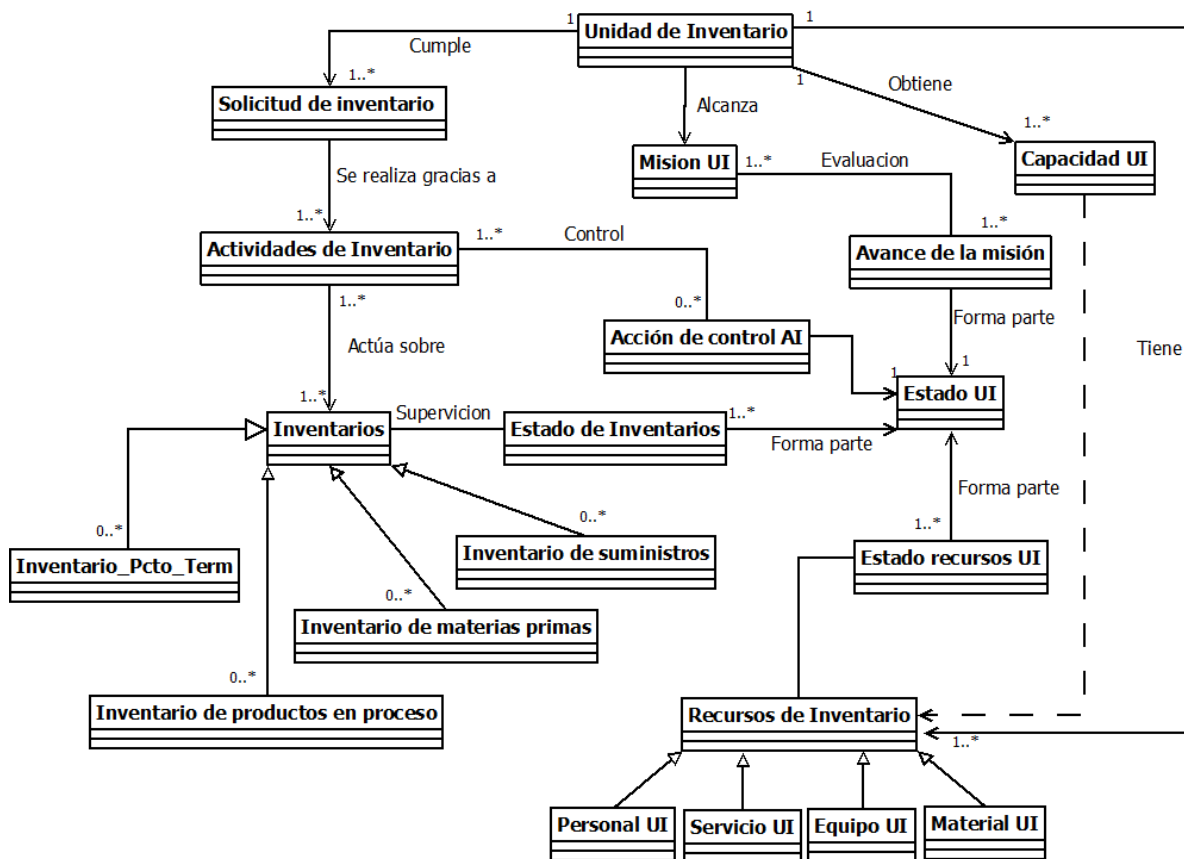 1
Unidad de Inventario
1
Cumple
1
Obtiene
1..*
Solicitud de inventario
Alcanza
1..*
Mision UI
1..*
Evaluacion
Capacidad UI
Se realiza gracias a
1..*
Actividades de Inventario
1..*
Control
1..*
Avance de la misión
1..*
0..*
Forma parte
Actúa sobre
Acción de control AI
Tiene
1
1
Estado UI
1..*
Inventarios
Supervicion
Estado de Inventarios
1..*
Forma parte
Forma parte
0..*
0..*
1..*
Inventario_Pcto_Term
Inventario de suministros
Estado recursos UI
0..*
Inventario de materias primas
0..*
Inventario de productos en proceso
Recursos de Inventario
1..*
Personal UI
Servicio UI
Equipo UI
Material UI